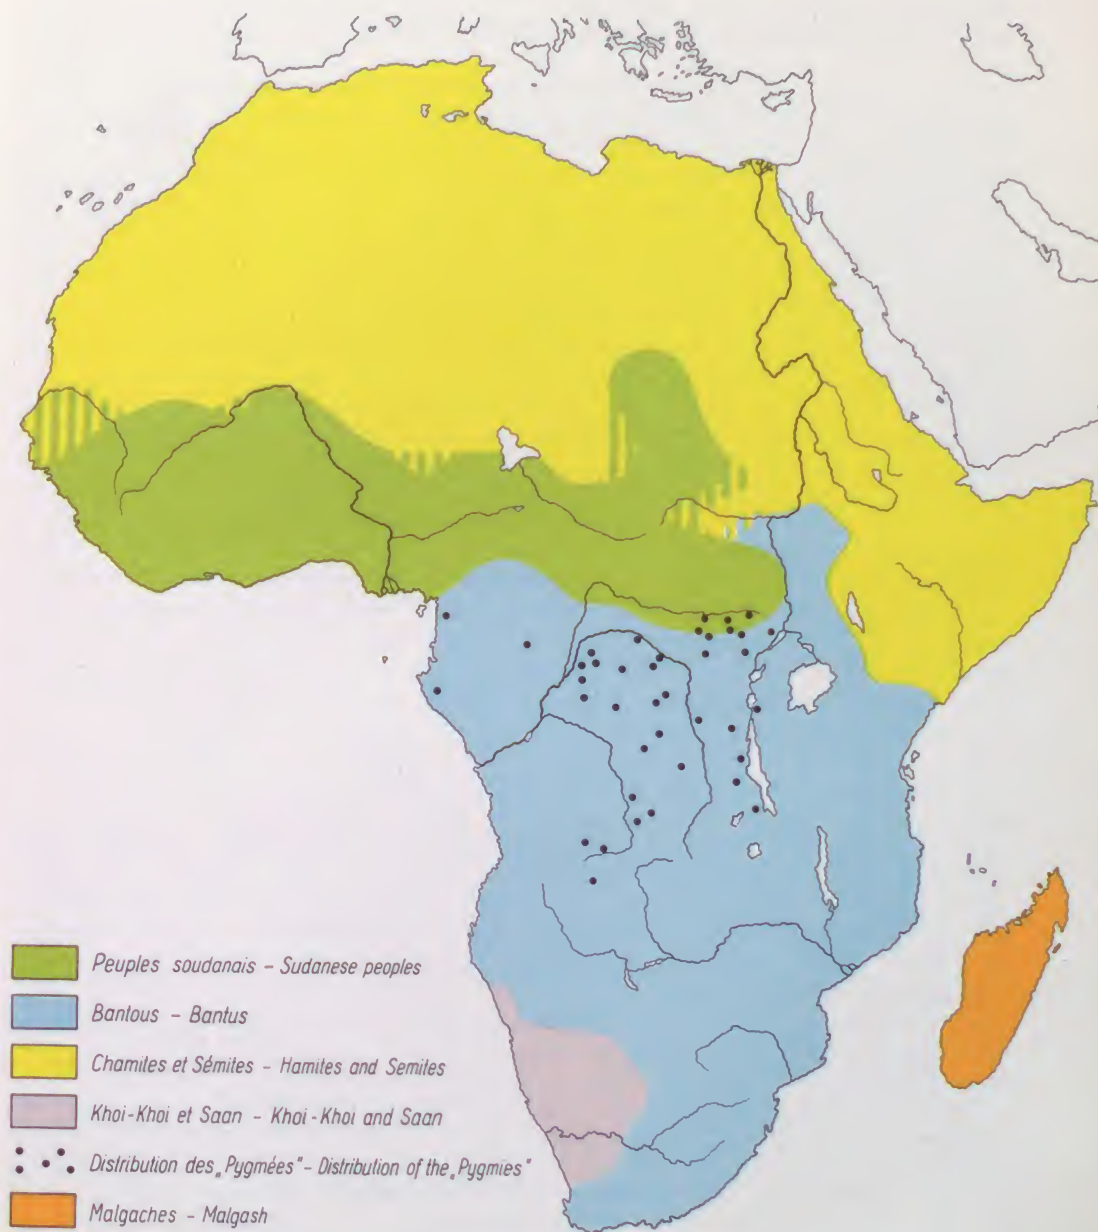 Peuples soudanais – Sudanese peoples
Bantous – Bantus
Chamites et Sémites – Hamites and Semites
Khoi-Khoi et Saan – Khoi-Khoi and Saan
Distribution des „Pygmées" – Distribution of the „Pygmies"
Malgaches – Malgash